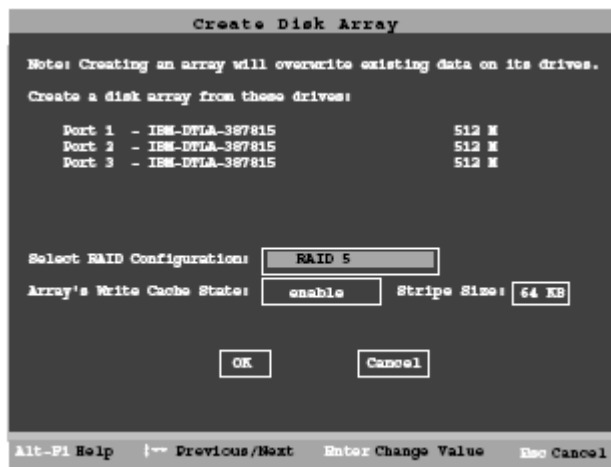 Create Disk Array
Note: Creating an array will overwrite existing data on its drives.
Create a disk array from these drives:
Port 1 - IBM-DTLA-387815 512 M
Port 2 - IBM-DTLA-387815 512 M
Port 3 - IBM-DTLA-387815 512 M
Select RAID Configuration: RAID 5
Array's Write Cache State: enable Stripe Size: 64 KB
OK Cancel
Alt-F1 Help Previous/Next Enter Change Value Esc Cancel